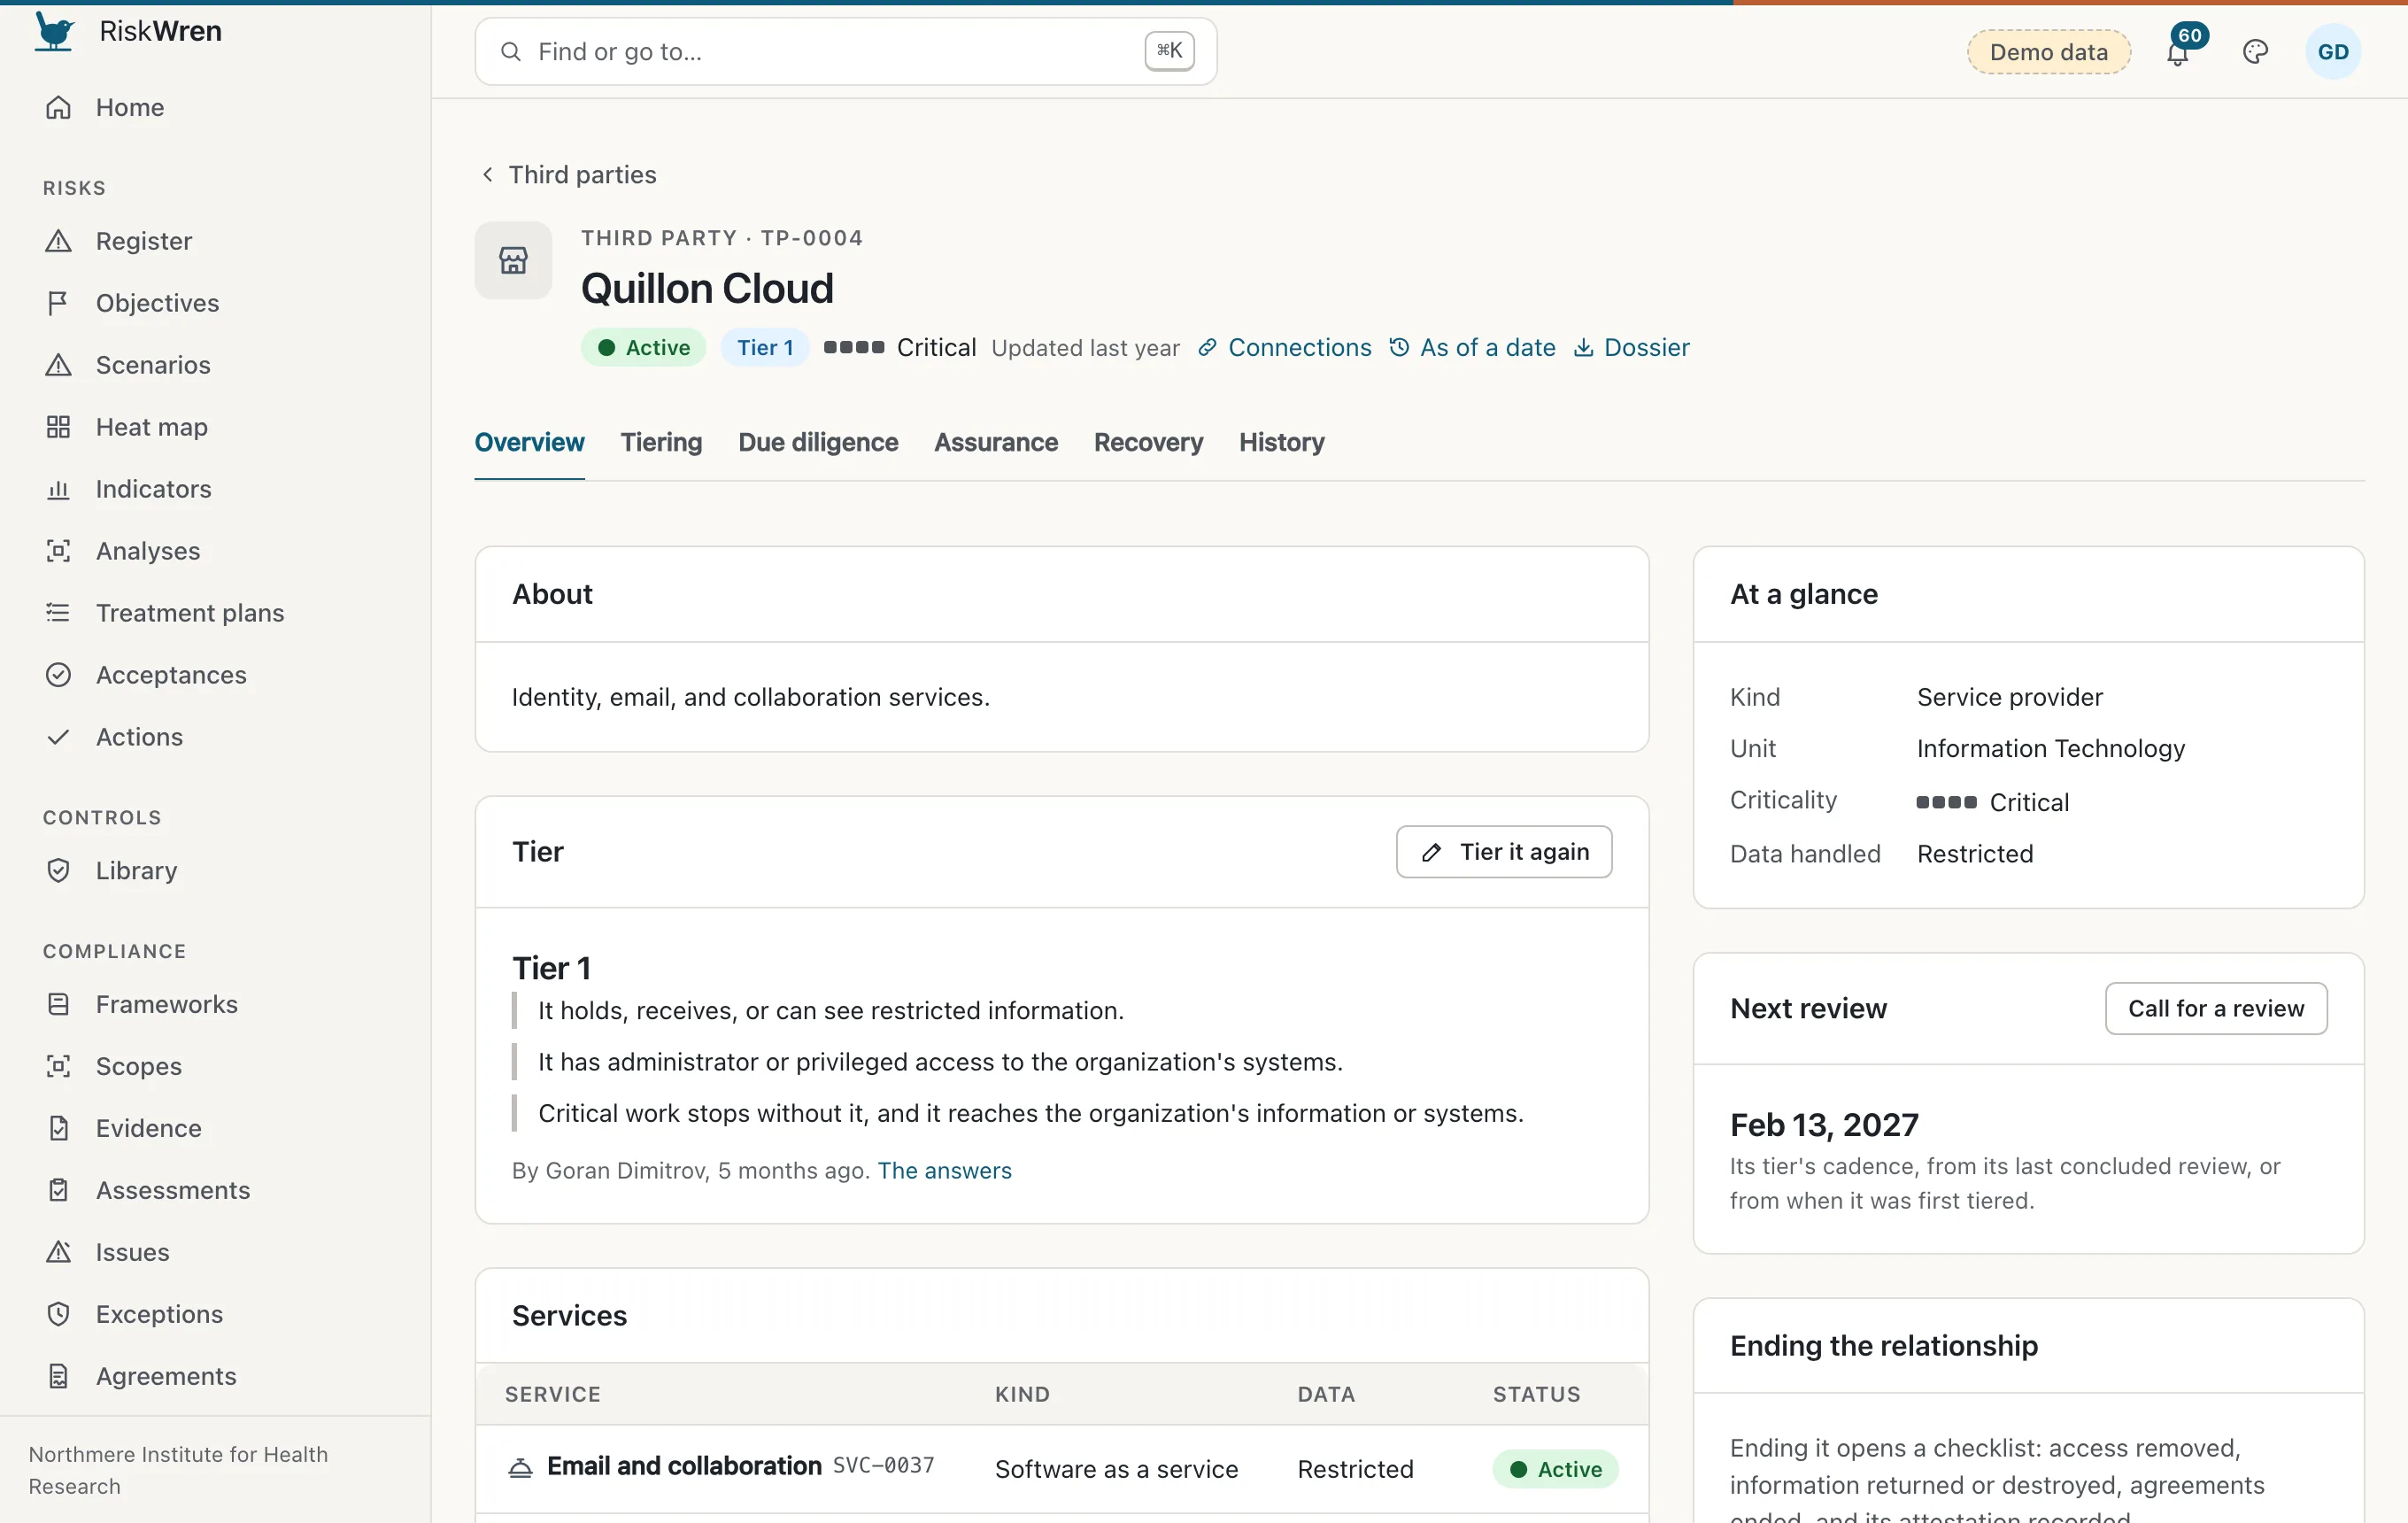 RiskWren
Find or go to...
⌘K
Demo data
60
GD
Home
RISKS
Register
Objectives
Scenarios
Heat map
Indicators
Analyses
Treatment plans
Acceptances
Actions
CONTROLS
Library
COMPLIANCE
Frameworks
Scopes
Evidence
Assessments
Issues
Exceptions
Agreements
Northmere Institute for Health
Research
Third parties
THIRD PARTY · TP-0004
Quillon Cloud
Active Tier 1 Critical Updated last year Connections As of a date Dossier
Overview Tiering Due diligence Assurance Recovery History
About
Identity, email, and collaboration services.
Tier
Tier it again
Tier 1
It holds, receives, or can see restricted information.
It has administrator or privileged access to the organization's systems.
Critical work stops without it, and it reaches the organization's information or systems.
By Goran Dimitrov, 5 months ago. The answers
Services
SERVICE KIND DATA STATUS
Email and collaboration SVC-0037 Software as a service Restricted Active
At a glance
Kind Service provider
Unit Information Technology
Criticality Critical
Data handled Restricted
Next review
Call for a review
Feb 13, 2027
Its tier's cadence, from its last concluded review, or
from when it was first tiered.
Ending the relationship
Ending it opens a checklist: access removed,
information returned or destroyed, agreements
ended, and its attestation recorded.